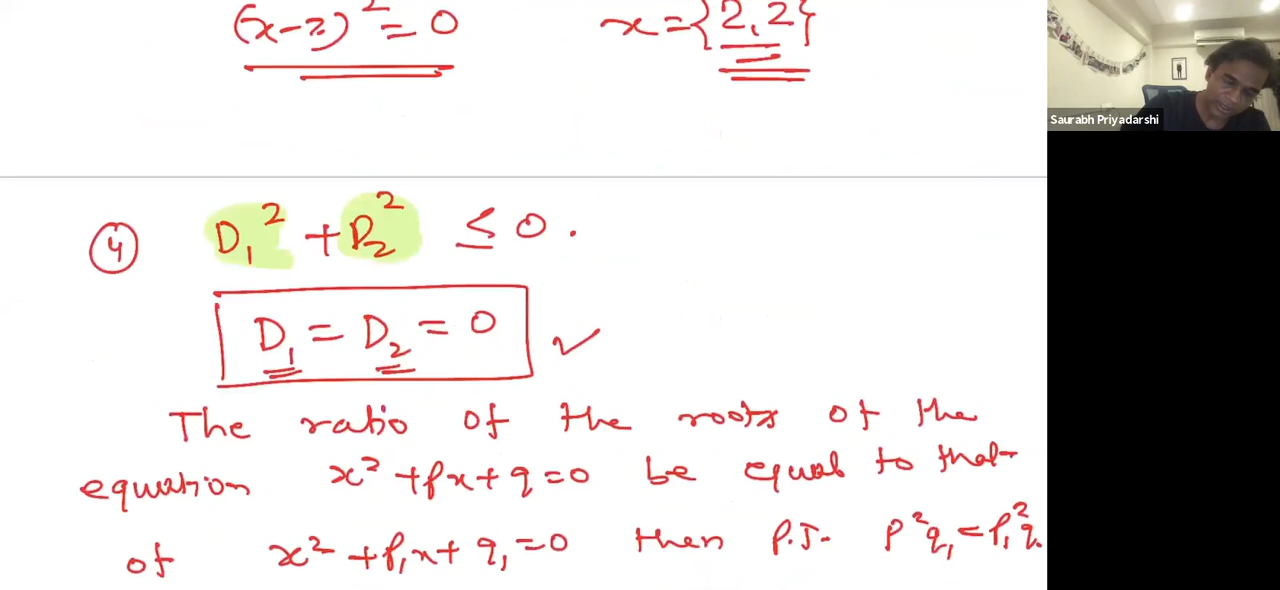 (x-2)² = 0 x = {2, 2}
Saurabh Priyadarshi
④ D₁² + D₂² ≤ 0.
D₁ = D₂ = 0 ✓
The ratio of the roots of the
equation x² + px + q = 0 be equal to that
of x² + p₁x + q₁ = 0 then P.T. p²q₁ = p₁²q.